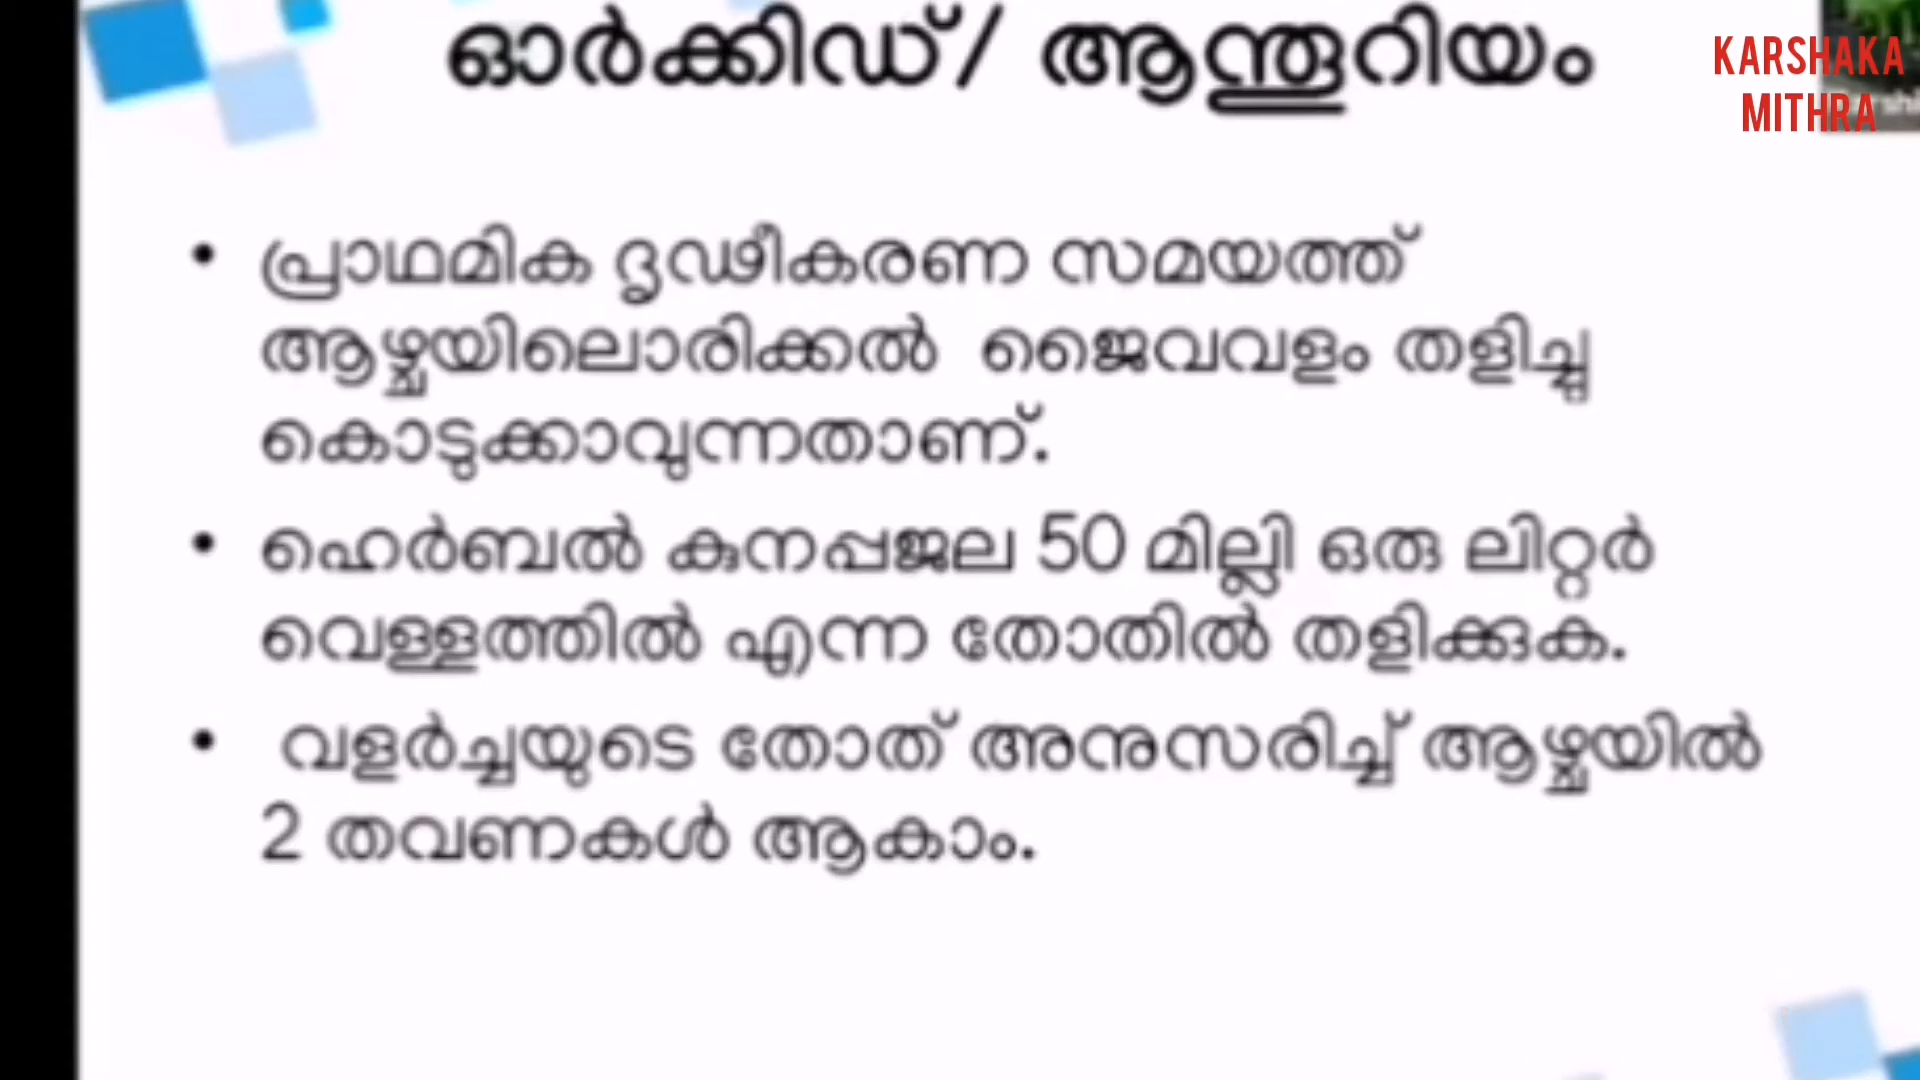 ഓർക്കിഡ്/ ആന്തൂറിയം
KARSHAKA
MITHRA
• പ്രാഥമിക ദൃഢീകരണ സമയത്ത്
ആഴ്ചയിലൊരിക്കൽ ജൈവവളം തളിച്ചു
കൊടുക്കാവുന്നതാണ്.
• ഹെർബൽ കുനപ്പജല 50 മില്ലി ഒരു ലിറ്റർ
വെള്ളത്തിൽ എന്ന തോതിൽ തളിക്കുക.
• വളർച്ചയുടെ തോത് അനുസരിച്ച് ആഴ്ചയിൽ
2 തവണകൾ ആകാം.